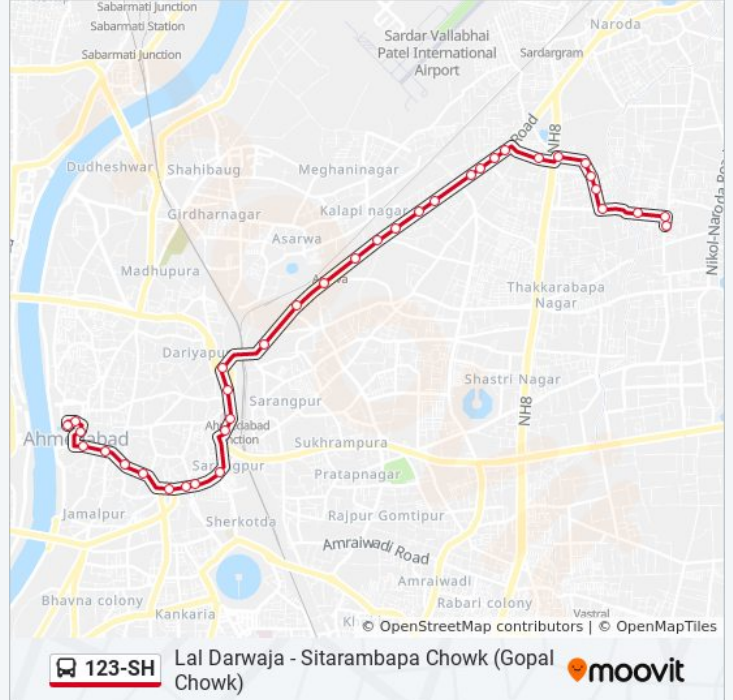 Sabarmati Junction
Sabarmati Station
Sabarmati Junction
Naroda
Sardar Vallabhai
Patel International
Airport
Sardargram
Road
NH8
Dudheshwar
Shahibaug
Meghaninagar
Girdharnagar
Kalapi nagar
Asarwa
Nikol-Naroda Roa
Madhupura
Thakkarabapa
Nagar
Dariyapu
Shastri Nagar
Sarangpur
NH8
Ahmedabad
Junction
Ahmedabad
Sukhrampura
Sarangpur
Pratapnagar
Jamalpur
Sherkotda
Rajpur Gomtipur
Amraiwadi Road
Amraiwadi
Bhavna colony
Rabari colony
Kankaria
Vastral
© OpenStreetMap contributors | © OpenMapTiles
123-SH
Lal Darwaja - Sitarambapa Chowk (Gopal
Chowk)
moovit